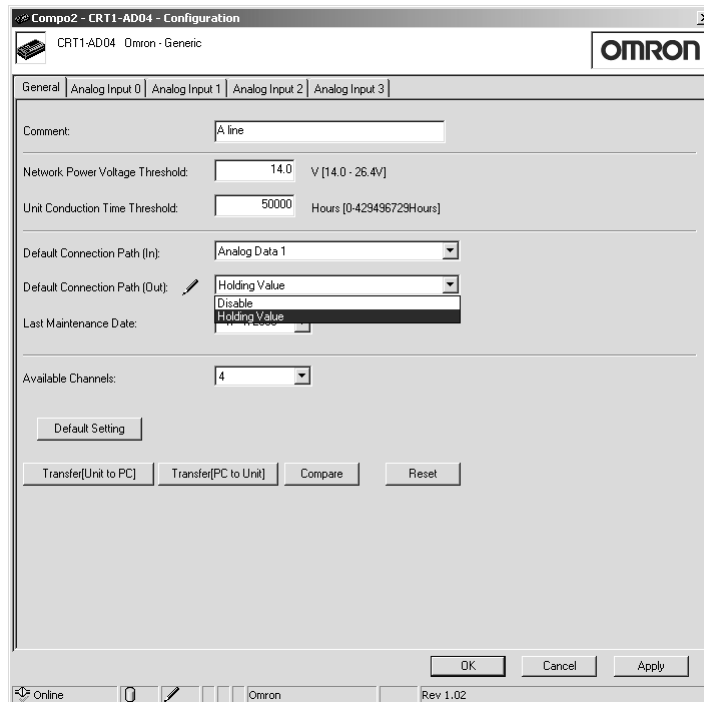 Compo2 - CRT1-AD04 - Configuration
CRT1-AD04 Omron - Generic
OMRON
General Analog Input 0 Analog Input 1 Analog Input 2 Analog Input 3
Comment: A line
Network Power Voltage Threshold: 14.0 V [14.0 - 26.4V]
Unit Conduction Time Threshold: 50000 Hours [0-429496729Hours]
Default Connection Path (In): Analog Data 1
Default Connection Path (Out): Holding Value
Disable
Holding Value
Last Maintenance Date:
Available Channels: 4
Default Setting
Transfer[Unit to PC] Transfer[PC to Unit] Compare Reset
OK Cancel Apply
Online Omron Rev 1.02